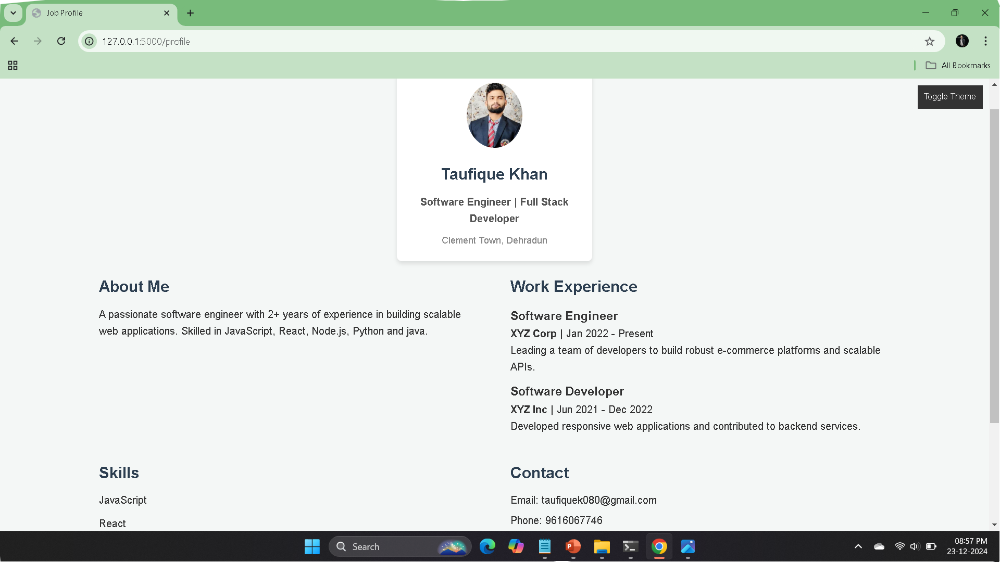 Job Profile
127.0.0.1:5000/profile
All Bookmarks
Toggle Theme
Taufique Khan
Software Engineer | Full Stack
Developer
Clement Town, Dehradun
About Me
A passionate software engineer with 2+ years of experience in building scalable
web applications. Skilled in JavaScript, React, Node.js, Python and java.
Work Experience
Software Engineer
XYZ Corp | Jan 2022 - Present
Leading a team of developers to build robust e-commerce platforms and scalable
APIs.
Software Developer
XYZ Inc | Jun 2021 - Dec 2022
Developed responsive web applications and contributed to backend services.
Skills
JavaScript
React
Contact
Email: taufiquek080@gmail.com
Phone: 9616067746
Search
08:57 PM
23-12-2024